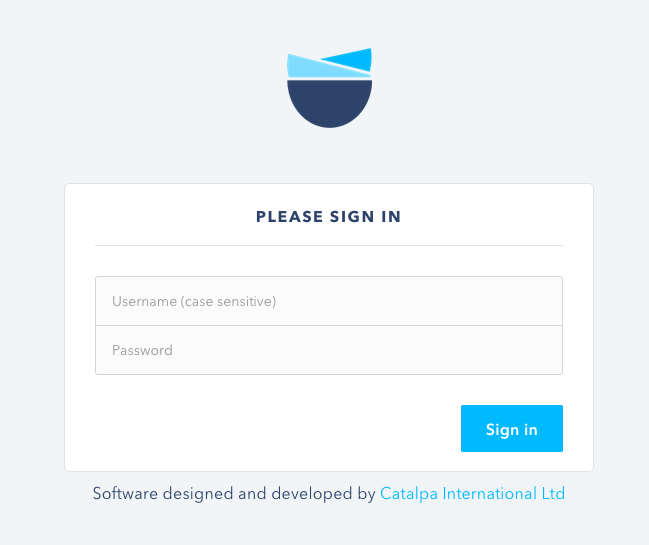 PLEASE SIGN IN
Username (case sensitive)
Password
Sign in
Software designed and developed by Catalpa International Ltd